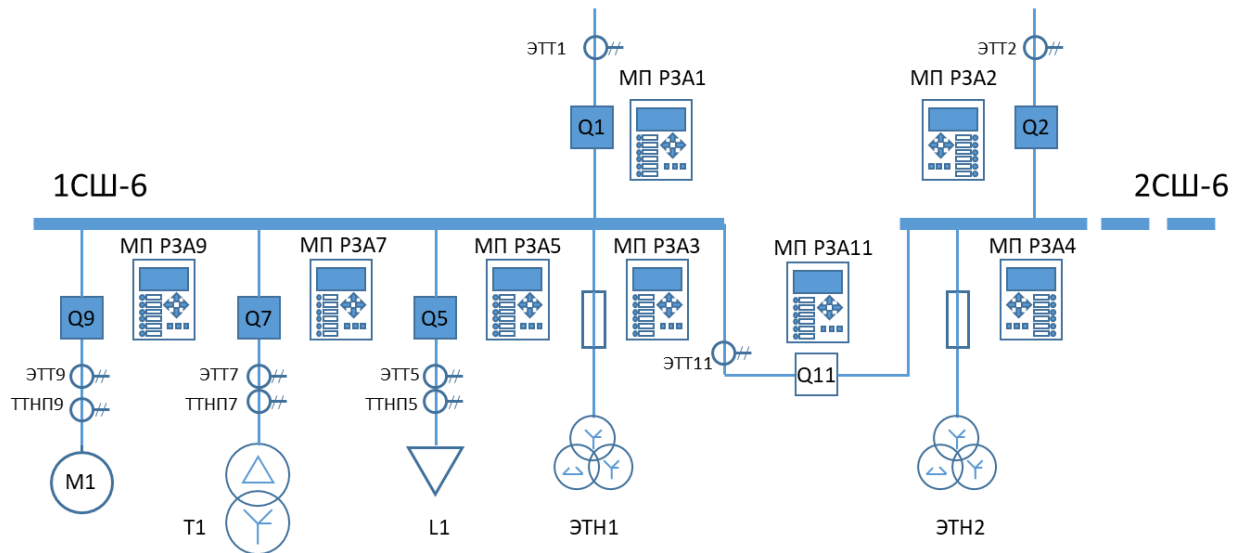 ЭТТ1
ЭТТ2
МП РЗА1
МП РЗА2
Q1
Q2
1СШ-6
2СШ-6
МП РЗА9
МП РЗА7
МП РЗА5
МП РЗА3
МП РЗА11
МП РЗА4
Q9
Q7
Q5
ЭТТ11
Q11
ЭТТ9
ЭТТ7
ЭТТ5
ТТНП9
ТТНП7
ТТНП5
М1
Т1
L1
ЭТН1
ЭТН2